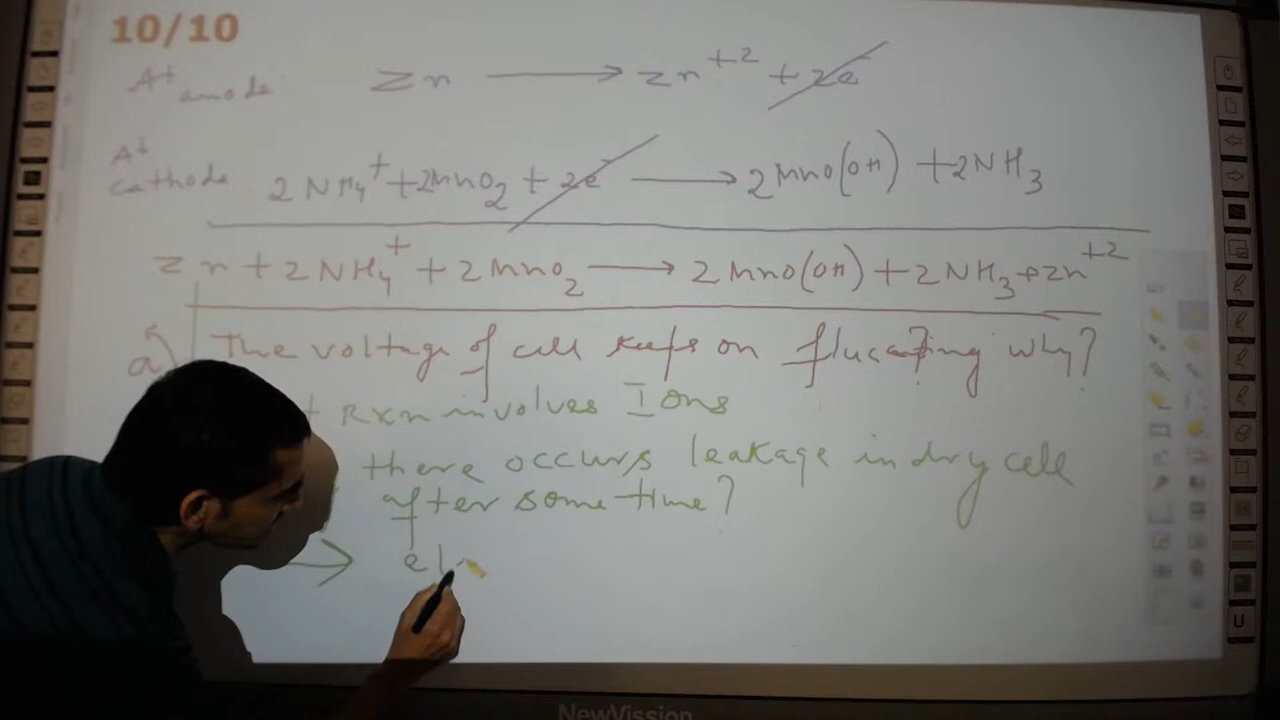 10/10
At anode Zn ⟶ Zn⁺² + 2e⁻
At cathode 2NH₄⁺ + 2MnO₂ + 2e⁻ ⟶ 2MnO(OH) + 2NH₃
Zn + 2NH₄⁺ + 2MnO₂ ⟶ 2MnO(OH) + 2NH₃ + Zn⁺²
a) The voltage of cell keeps on flucating why?
Rxn involves Ions
there occurs leakage in dry cell
after some time?
→ el
NewVission